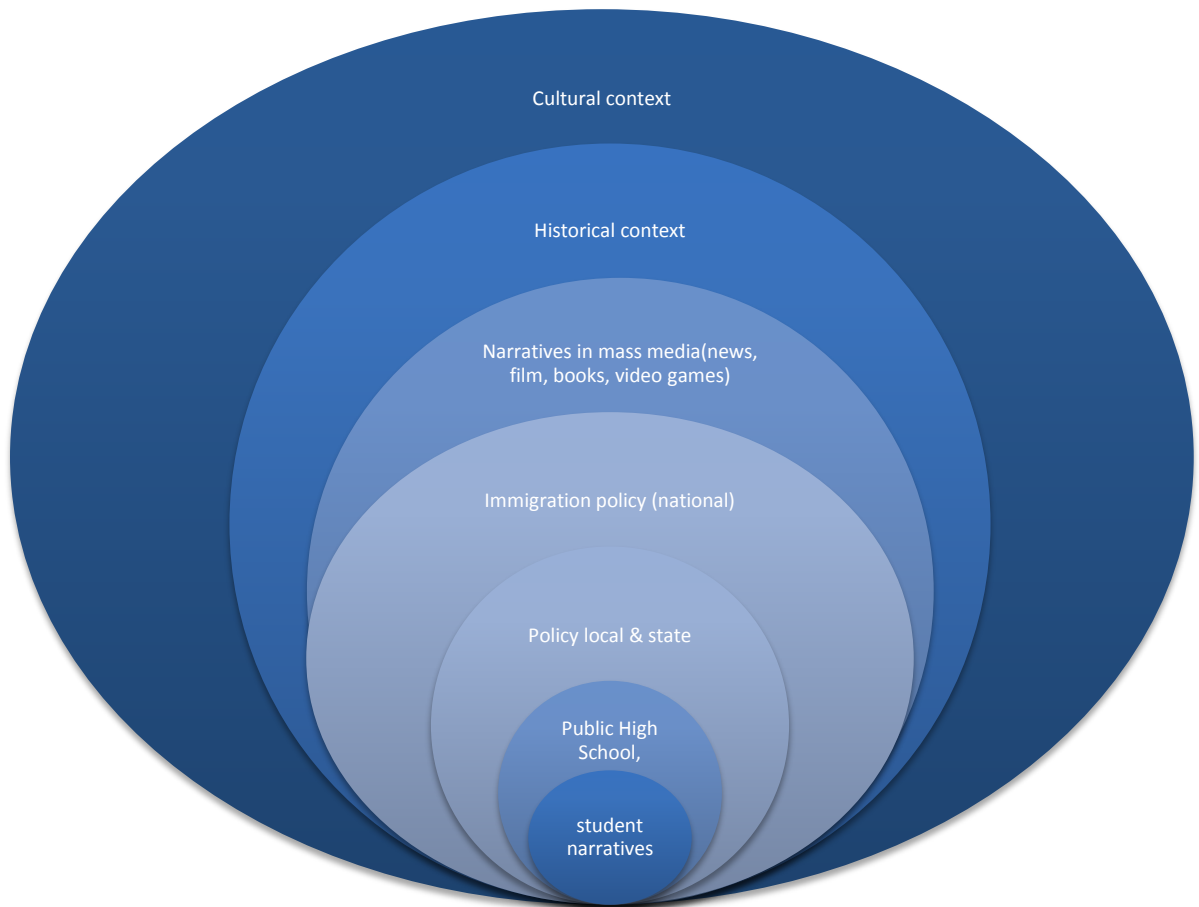 Cultural context
Historical context
Narratives in mass media(news,
film, books, video games)
Immigration policy (national)
Policy local & state
Public High
School,
student
narratives